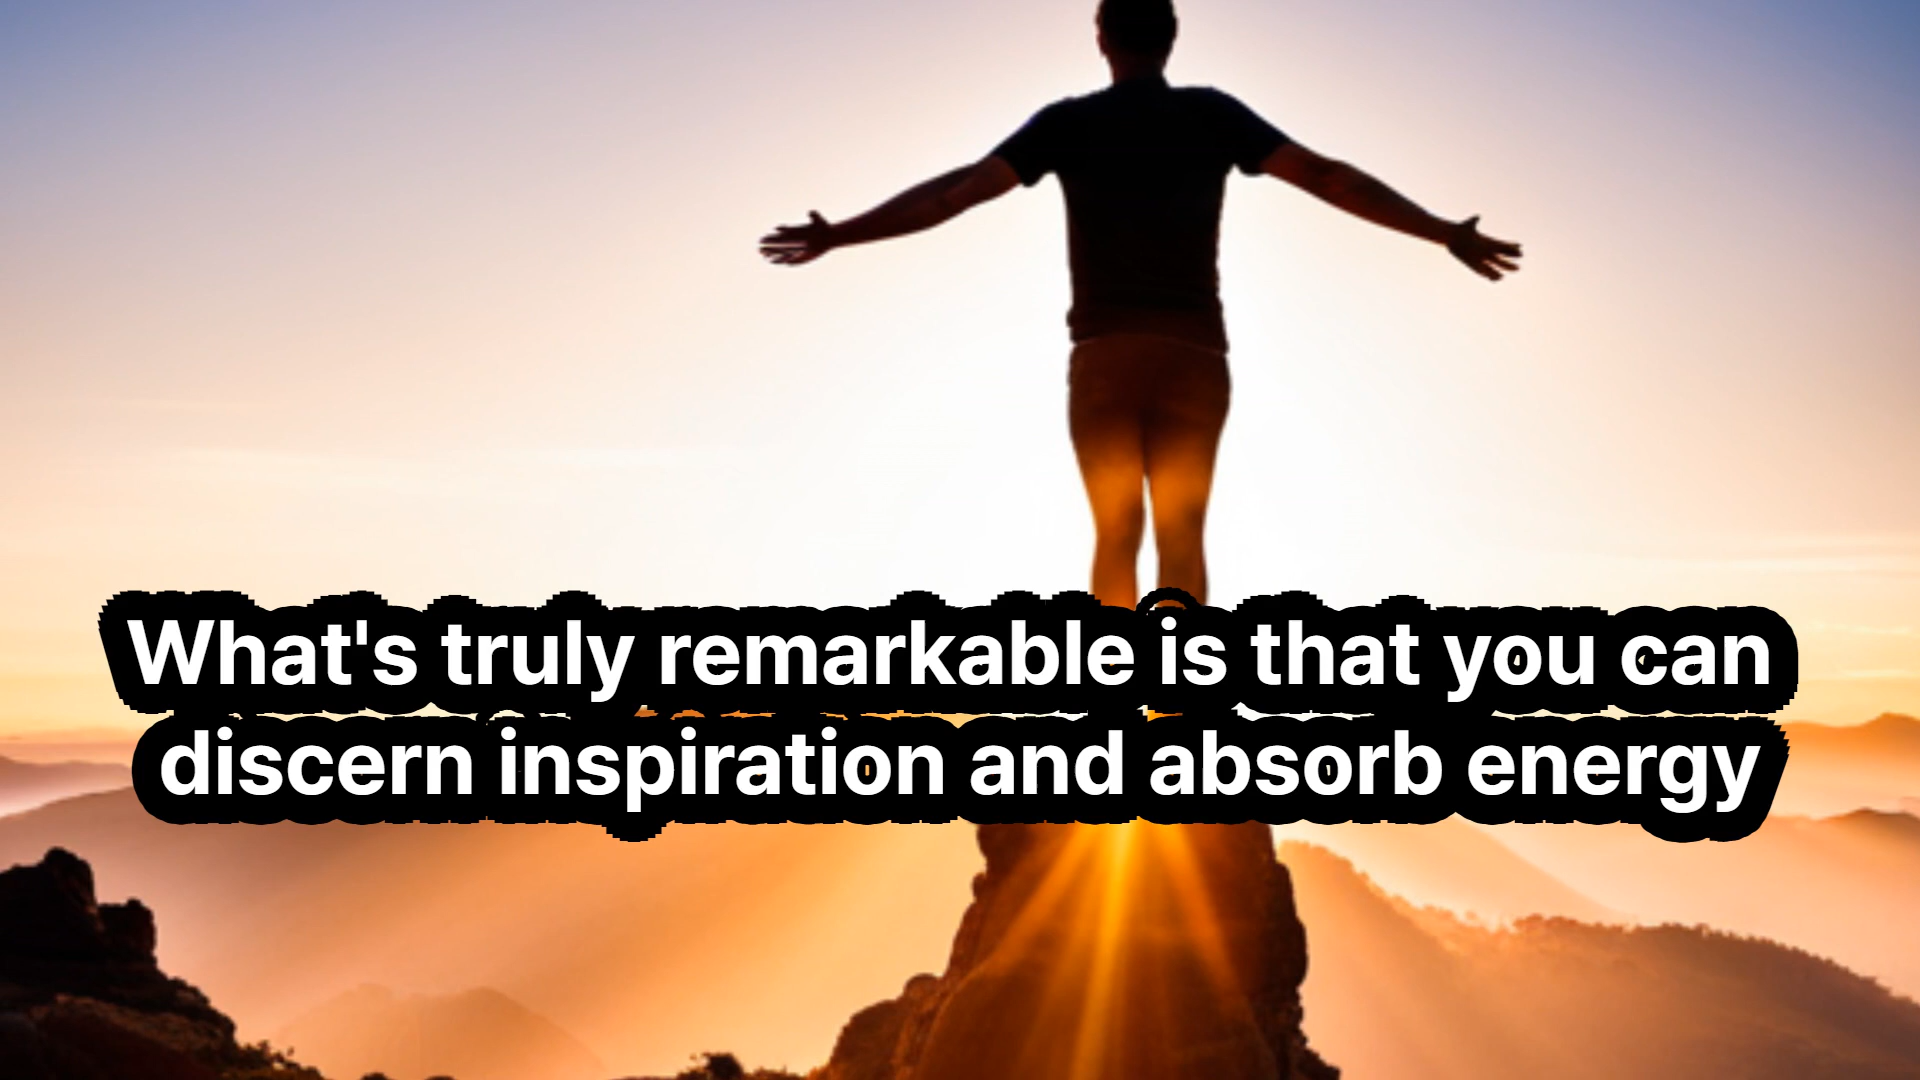 What's truly remarkable is that you can
discern inspiration and absorb energy